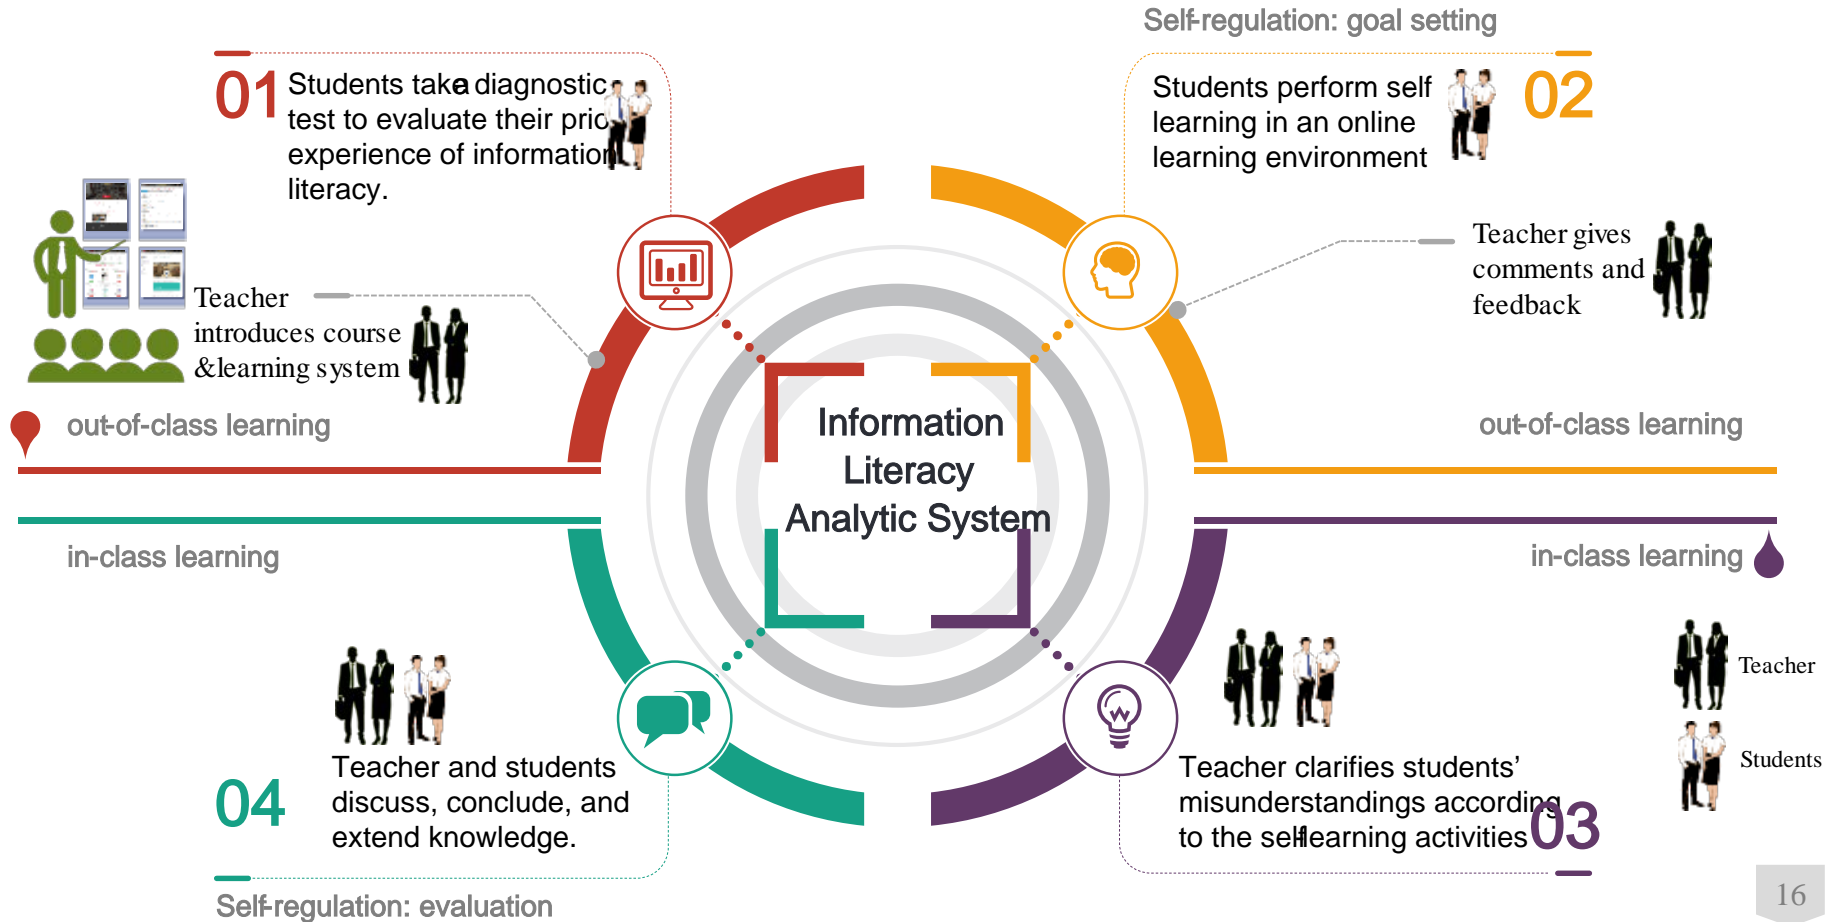 Self-regulation: goal setting
01
Students take a diagnostic
test to evaluate their prio
experience of information
literacy.
02
Students perform self
learning in an online
learning environment
Teacher
introduces course
&learning system
Teacher gives
comments and
feedback
out-of-class learning
out-of-class learning
Information
Literacy
Analytic System
in-class learning
in-class learning
Teacher
Students
04
Teacher and students
discuss, conclude, and
extend knowledge.
Teacher clarifies students’
misunderstandings according
to the self-learning activities
03
Self-regulation: evaluation
16